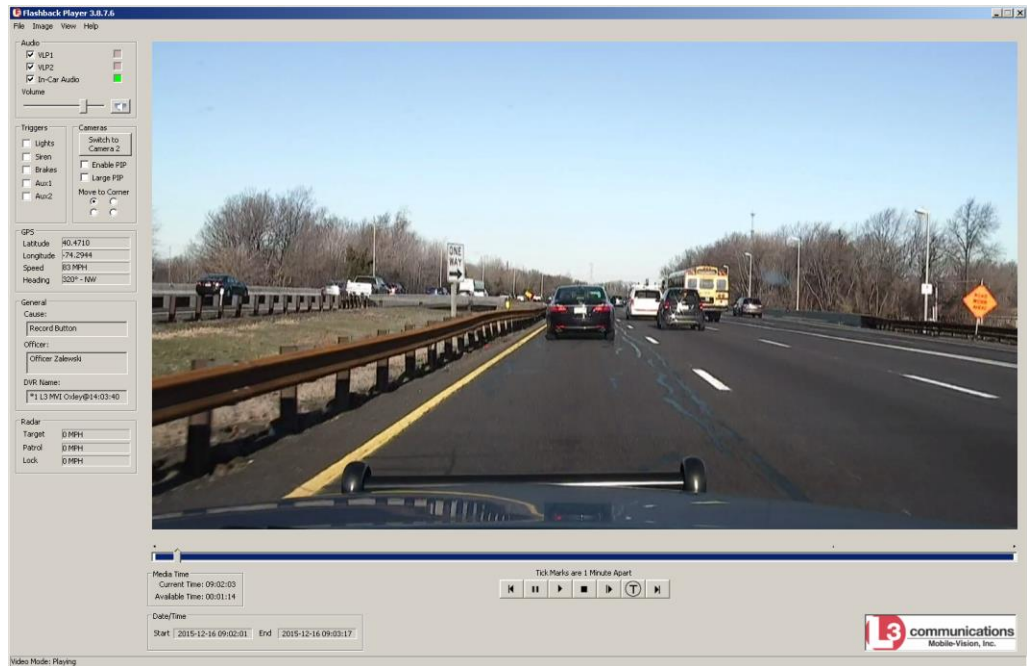 Flashback Player 3.8.7.6
File Image View Help
Audio
VLP1
VLP2
In-Car Audio
Volume
Triggers
Lights
Siren
Brakes
Aux1
Aux2
Cameras
Switch to
Camera 2
Enable PIP
Large PIP
Move to Corner
GPS
Latitude 40.4710
Longitude -74.2944
Speed 83 MPH
Heading 320° - NW
General
Cause:
Record Button
Officer:
Officer Zalewski
DVR Name:
*1 L3 MVI Oxley@14:03:40
Radar
Target 0 MPH
Patrol 0 MPH
Lock 0 MPH
ONE
WAY
ROAD
WORK
Tick Marks are 1 Minute Apart
T
Media Time
Current Time: 09:02:03
Available Time: 00:01:14
Date/Time
Start 2015-12-16 09:02:01 End 2015-12-16 09:03:17
L3 communications
Mobile-Vision, Inc.
Video Mode: Playing